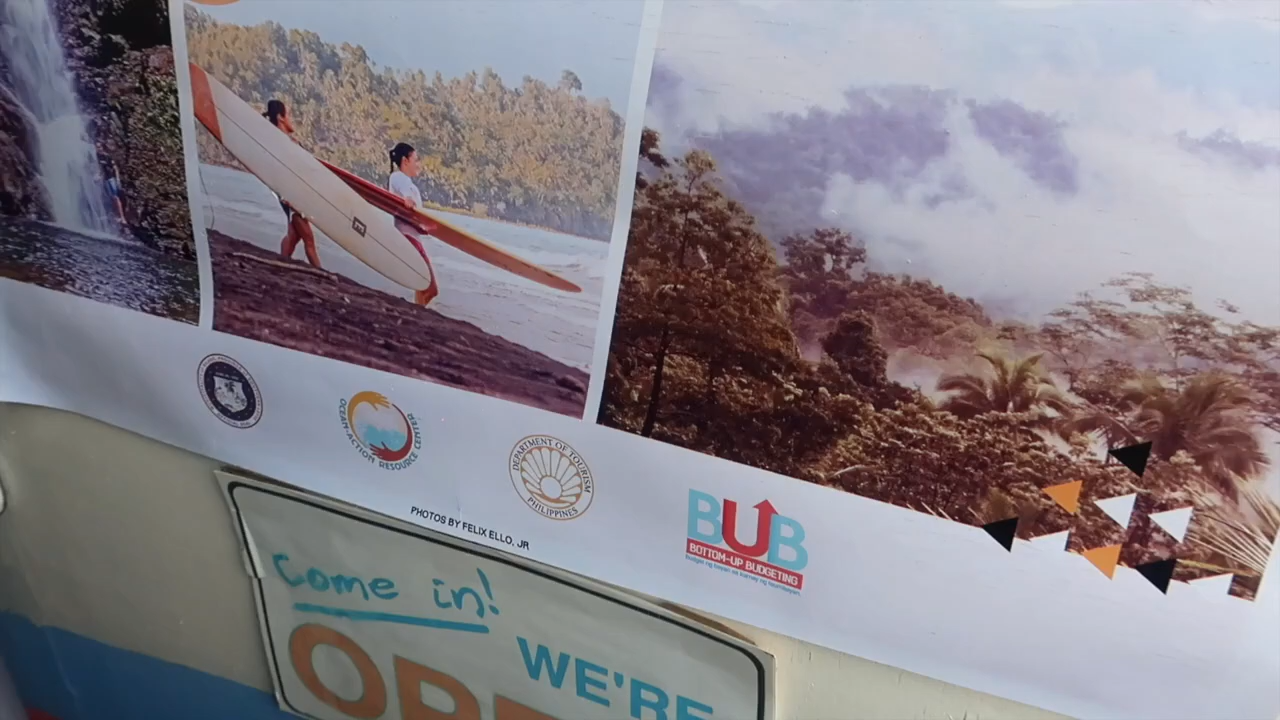 OCEAN-ACTION RESOURCE CENTER
DEPARTMENT OF TOURISM
PHILIPPINES
PHOTOS BY FELIX ELLO, JR
BUB
BOTTOM-UP BUDGETING
Come in!
WE'RE